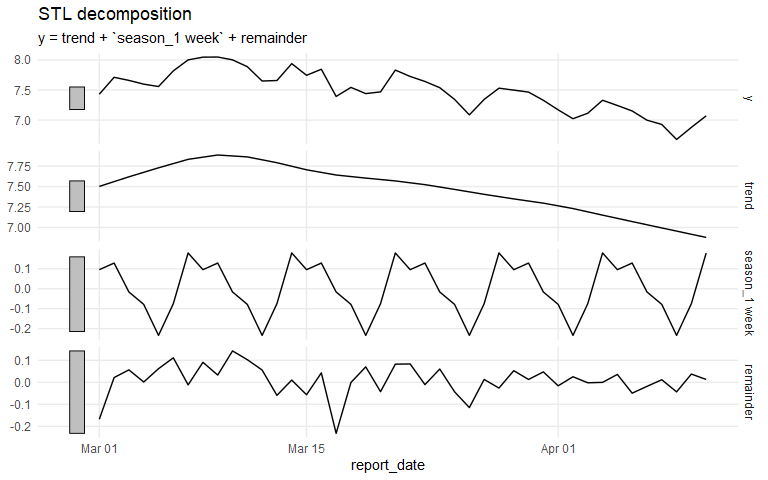 STL decomposition
y = trend + `season_1 week` + remainder
8.0
7.5
7.0
y
7.75
7.50
7.25
7.00
trend
0.1
0.0
-0.1
-0.2
season_1 week
0.1
0.0
-0.1
-0.2
remainder
Mar 01
Mar 15
Apr 01
report_date